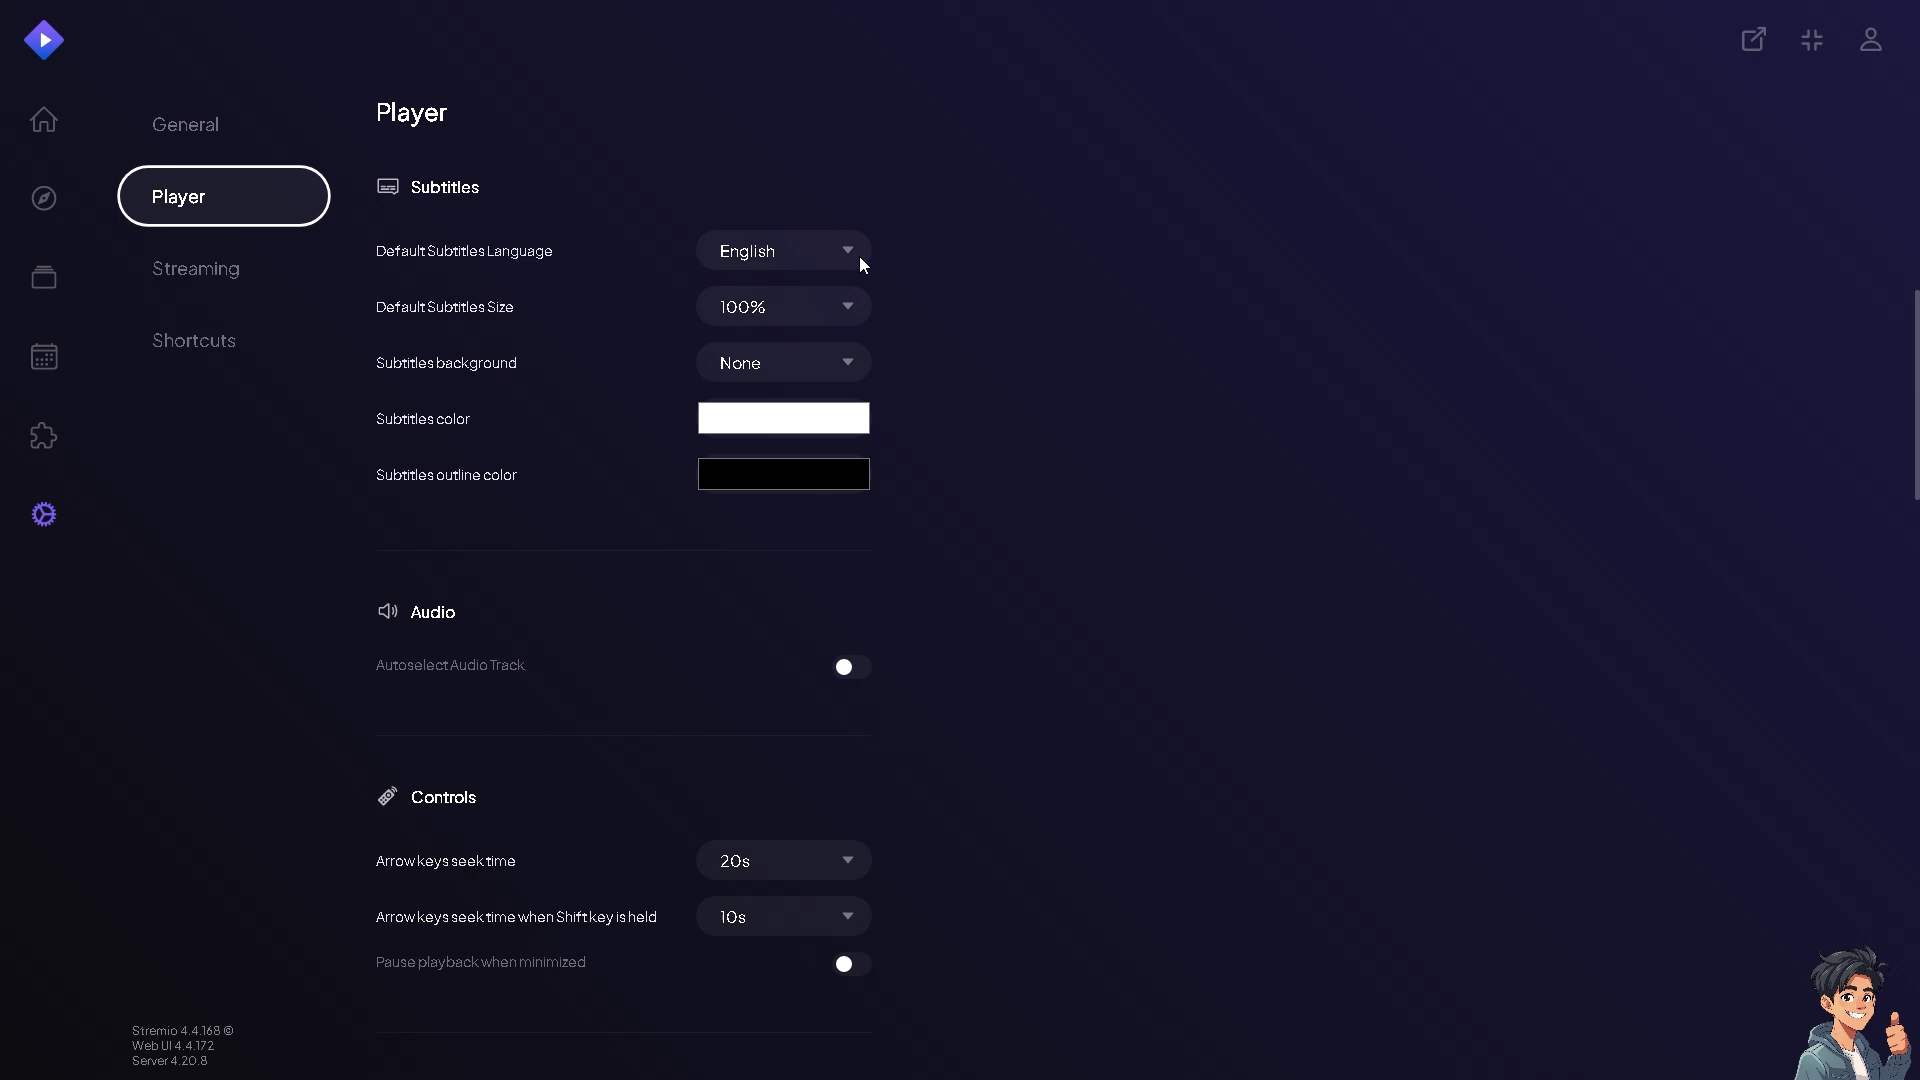 General
Player
Streaming
Shortcuts
Player
Subtitles
Default Subtitles Language
English
Default Subtitles Size
100%
Subtitles background
None
Subtitles color
Subtitles outline color
Audio
Autoselect Audio Track
Controls
Arrow keys seek time
20s
Arrow keys seek time when Shift key is held
10s
Pause playback when minimized
Stremio 4.4.168 ©
Web UI 4.4.172
Server 4.20.8